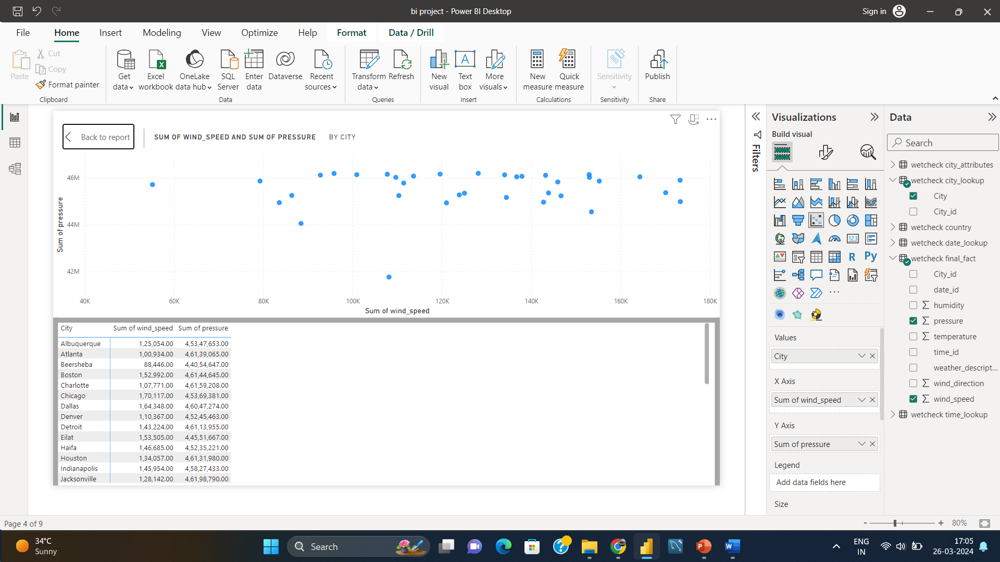 bi project - Power BI Desktop
Sign in
File Home Insert Modeling View Optimize Help Format Data / Drill
Paste
Cut
Copy
Format painter
Clipboard
Get data
Excel workbook
OneLake data hub
SQL Server
Enter data
Dataverse
Recent sources
Data
Transform data
Refresh
Queries
New visual
Text box
More visuals
Insert
New measure
Quick measure
Calculations
Sensitivity
Sensitivity
Publish
Share
Back to report
SUM OF WIND_SPEED AND SUM OF PRESSURE BY CITY
Sum of pressure
46M
44M
42M
40K 60K 80K 100K 120K 140K 160K 180K
Sum of wind_speed
City Sum of wind_speed Sum of pressure
Albuquerque 1,25,054.00 4,53,47,653.00
Atlanta 1,00,934.00 4,61,39,065.00
Beersheba 88,446.00 4,40,54,647.00
Boston 1,52,992.00 4,61,44,645.00
Charlotte 1,07,771.00 4,61,59,208.00
Chicago 1,70,117.00 4,53,69,381.00
Dallas 1,64,348.00 4,60,47,274.00
Denver 1,10,367.00 4,52,45,463.00
Detroit 1,43,224.00 4,61,13,955.00
Eilat 1,53,505.00 4,45,51,667.00
Haifa 1,46,685.00 4,52,35,221.00
Houston 1,34,057.00 4,61,31,980.00
Indianapolis 1,45,954.00 4,58,27,433.00
Jacksonville 1,28,142.00 4,61,98,790.00
Filters
Visualizations
Build visual
123
R
Py
Values
City
X Axis
Sum of wind_speed
Y Axis
Sum of pressure
Legend
Add data fields here
Size
Data
Search
wetcheck city_attributes
wetcheck city_lookup
City
City_id
wetcheck country
wetcheck date_lookup
wetcheck final_fact
City_id
date_id
humidity
pressure
temperature
time_id
weather_descript...
wind_direction
wind_speed
wetcheck time_lookup
Page 4 of 9
- + 80%
34°C
Sunny
Search
ENG
IN
17:05
26-03-2024